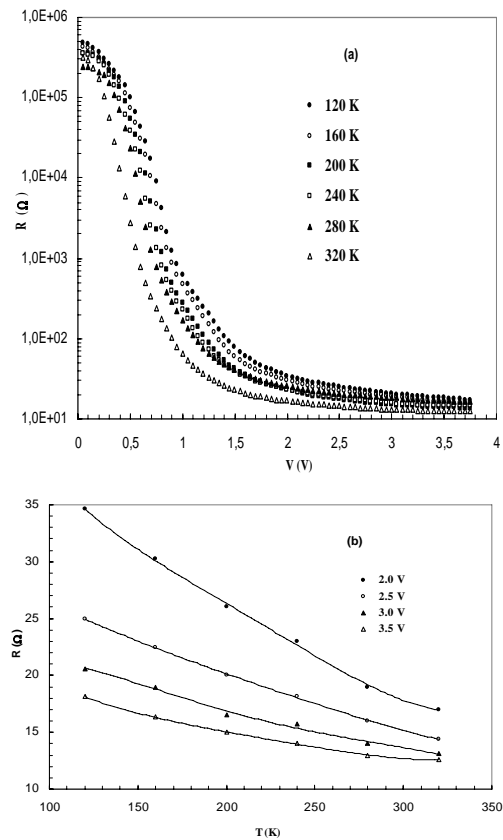 1,0E+06
(a)
1,0E+05
120 K
160 K
200 K
1,0E+04
240 K
280 K
320 K
R (Ω)
1,0E+03
1,0E+02
1,0E+01
0 0,5 1 1,5 2 2,5 3 3,5 4
V (V)
35
(b)
30
2.0 V
2.5 V
3.0 V
3.5 V
25
R (Ω)
20
15
10
100 150 200 250 300 350
T (K)